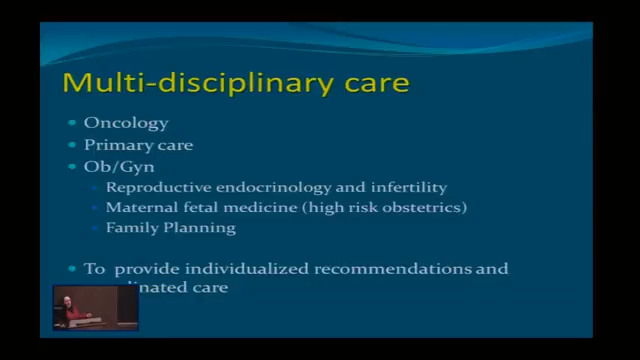 Multi-disciplinary care
Oncology
Primary care
Ob/Gyn
Reproductive endocrinology and infertility
Maternal fetal medicine (high risk obstetrics)
Family Planning
To provide individualized recommendations and
care